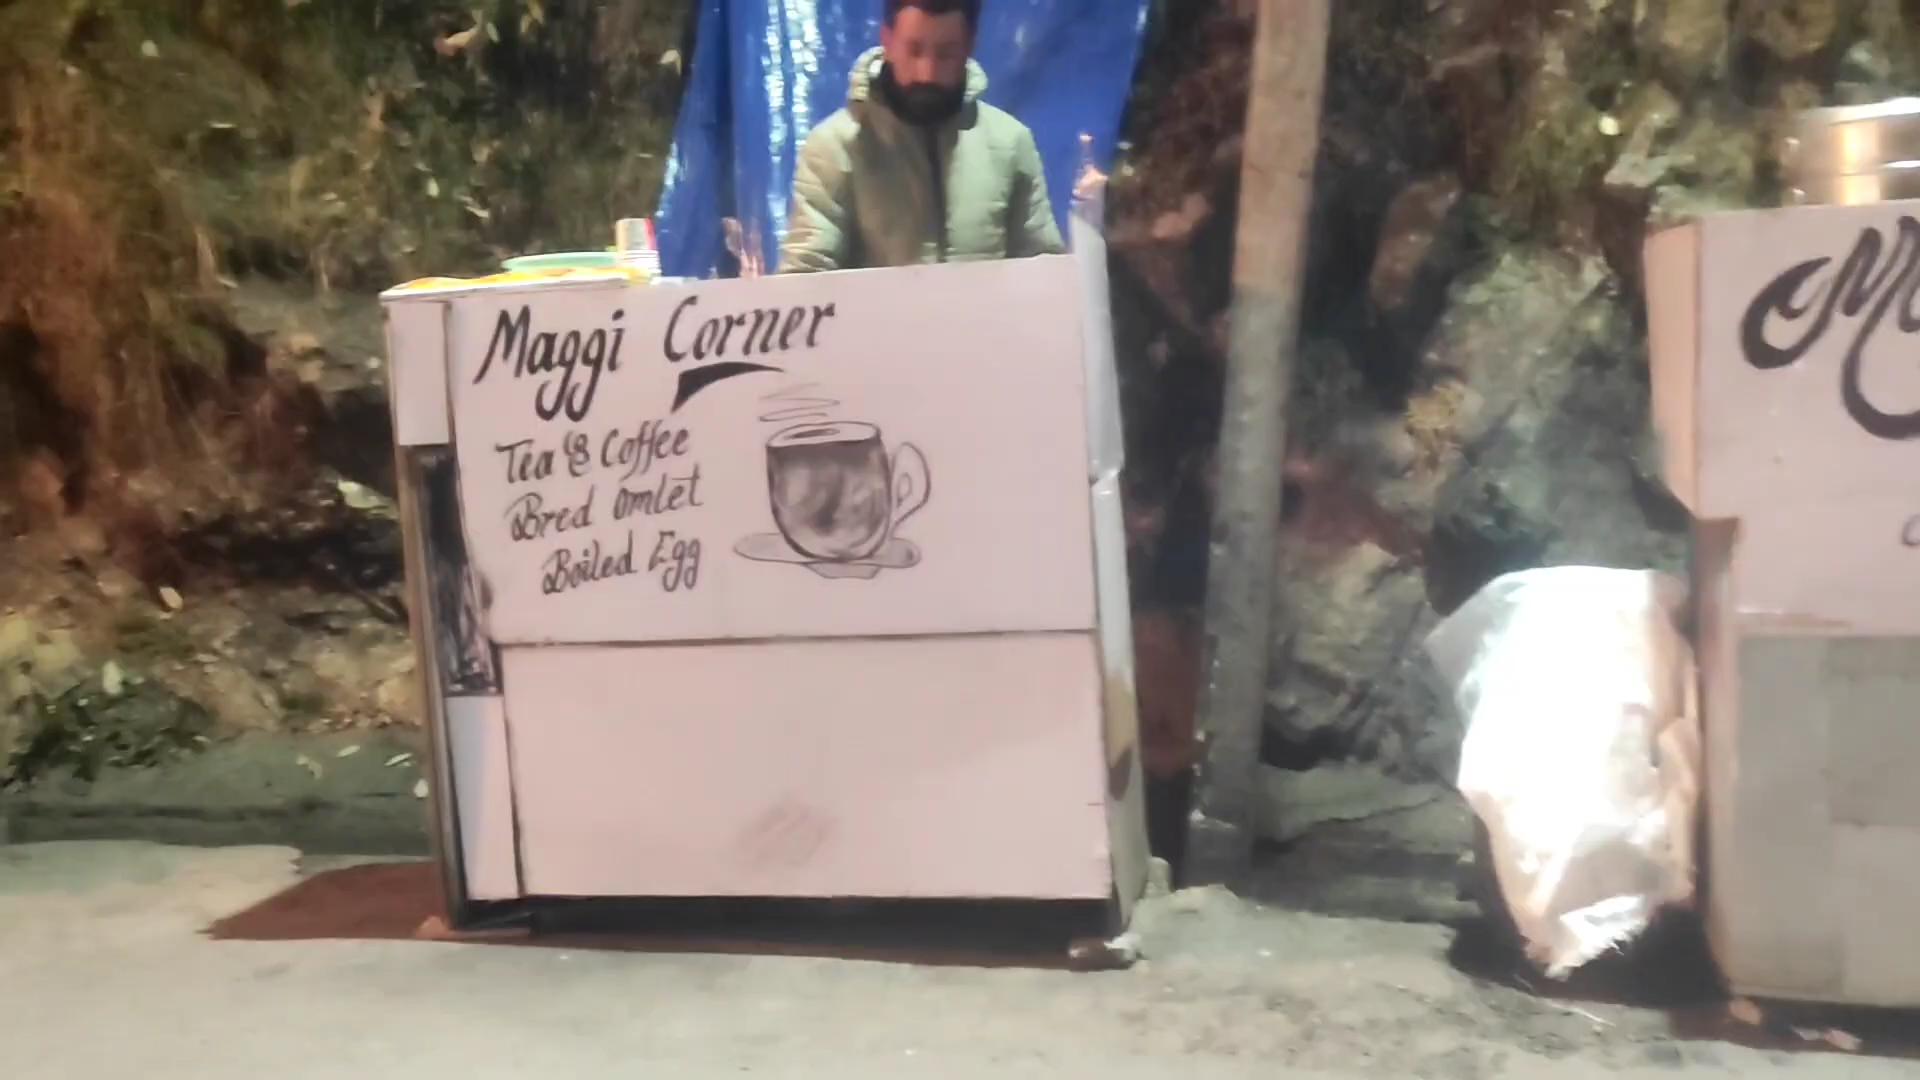 Maggi Corner
Tea & Coffee
Bred Omlet
Boiled Egg